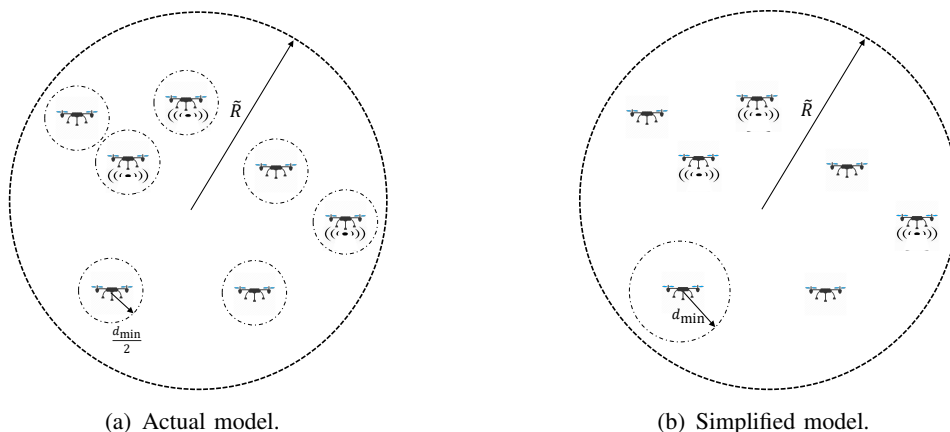 R̃
R̃
d_min
2
d_min
(a) Actual model.
(b) Simplified model.